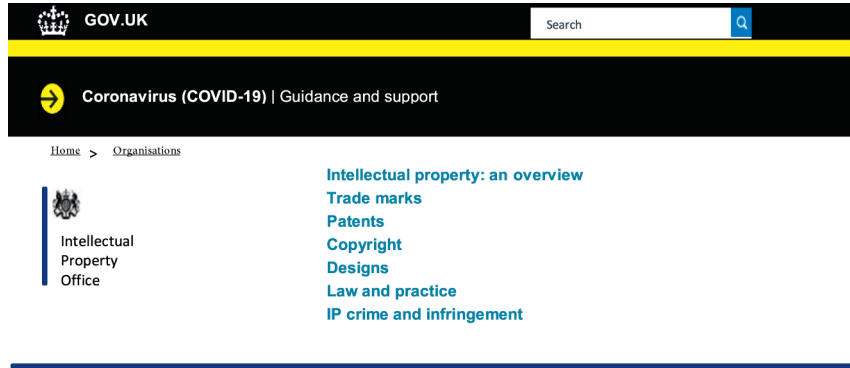 GOV.UK
Search
Coronavirus (COVID-19) | Guidance and support
Home > Organisations
Intellectual
Property
Office
Intellectual property: an overview
Trade marks
Patents
Copyright
Designs
Law and practice
IP crime and infringement